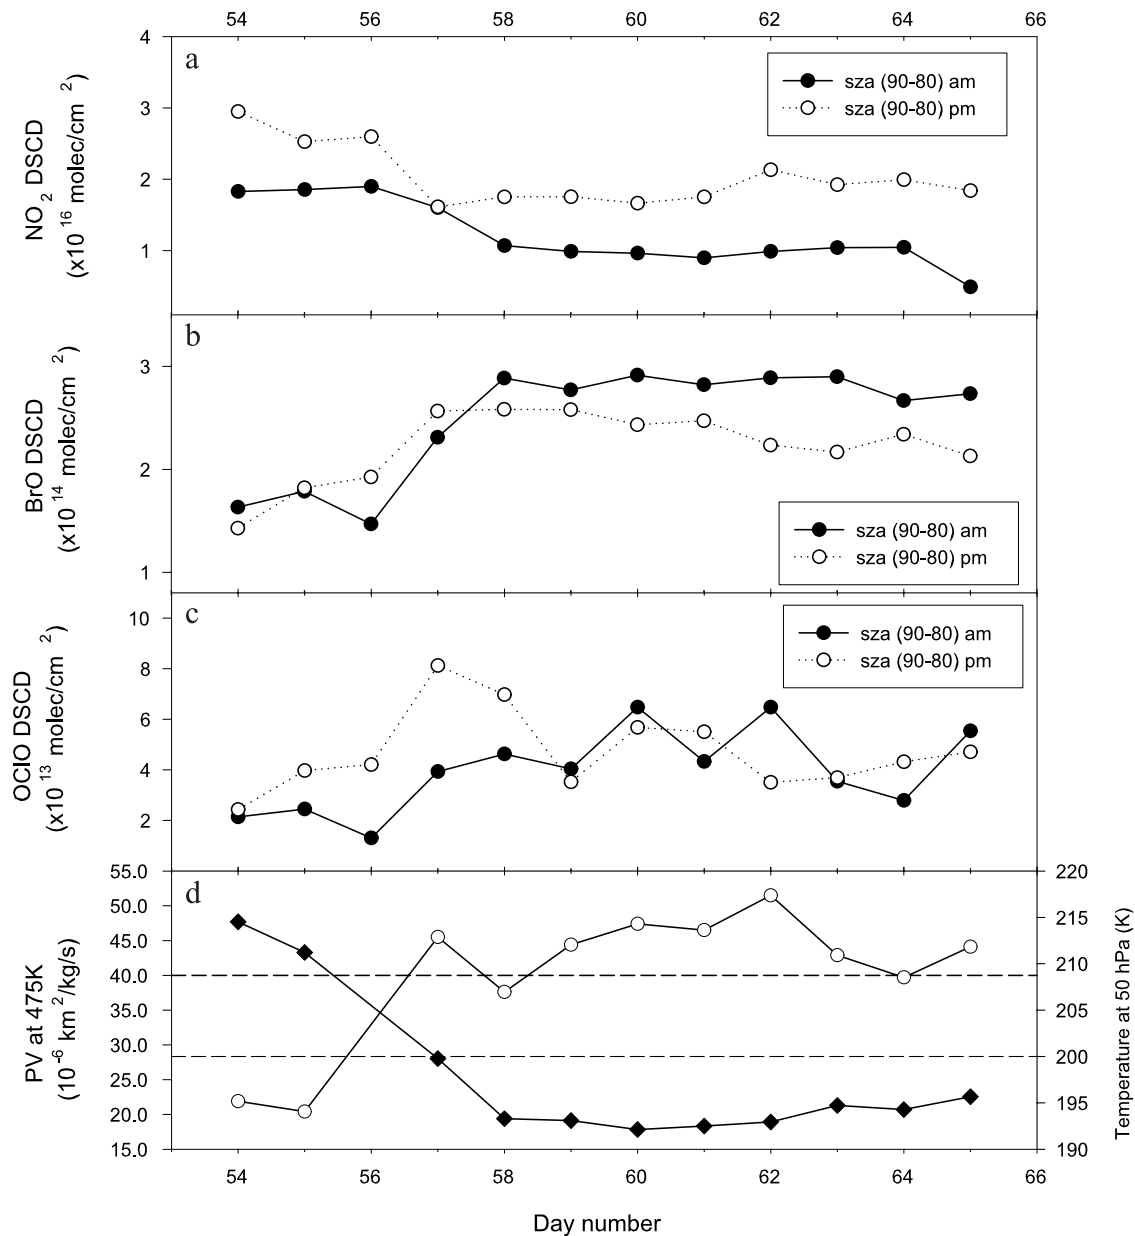 54 56 58 60 62 64 66
a
4
3
2
1
NO2 DSCD
(x10 16 molec/cm 2)
sza (90-80) am
sza (90-80) pm
b
3
2
1
BrO DSCD
(x10 14 molec/cm 2)
sza (90-80) am
sza (90-80) pm
c
10
8
6
4
2
OClO DSCD
(x10 13 molec/cm 2)
sza (90-80) am
sza (90-80) pm
d
55.0
50.0
45.0
40.0
35.0
30.0
25.0
20.0
15.0
PV at 475K
(10-6 km 2/kg/s)
220
215
210
205
200
195
190
Temperature at 50 hPa (K)
54 56 58 60 62 64 66
Day number